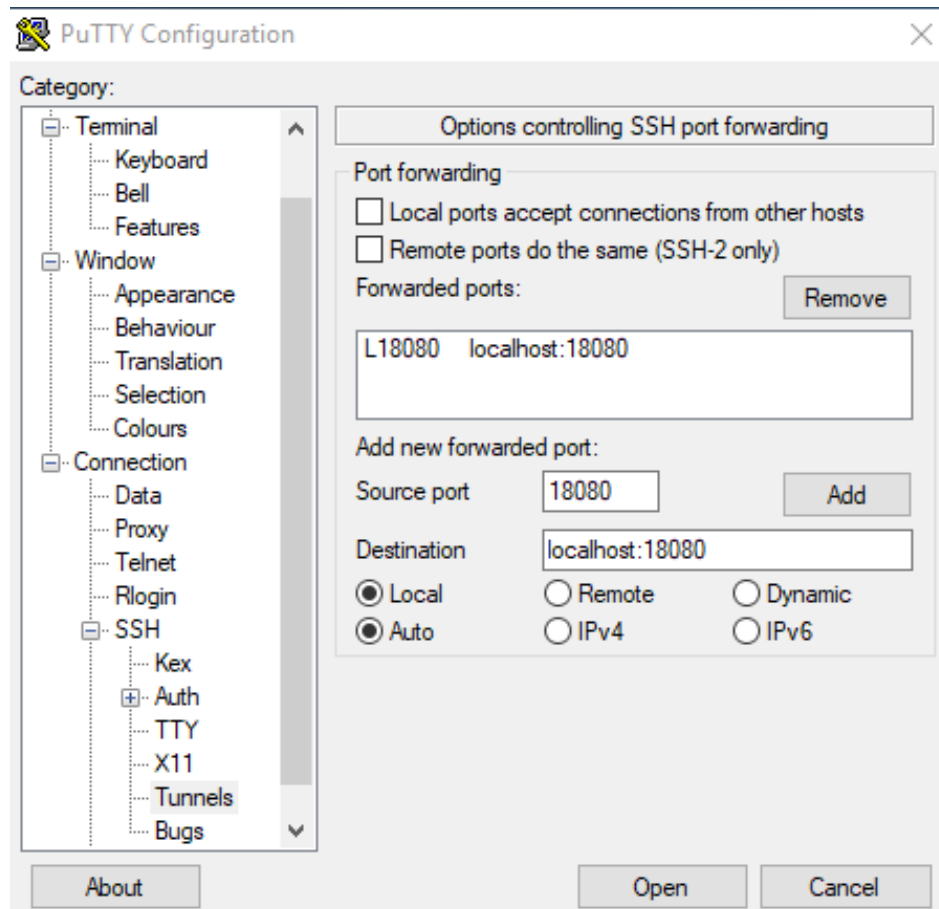 PuTTY Configuration
Category:
Terminal
Keyboard
Bell
Features
Window
Appearance
Behaviour
Translation
Selection
Colours
Connection
Data
Proxy
Telnet
Rlogin
SSH
Kex
Auth
TTY
X11
Tunnels
Bugs
Options controlling SSH port forwarding
Port forwarding
Local ports accept connections from other hosts
Remote ports do the same (SSH-2 only)
Forwarded ports:
Remove
L18080 localhost:18080
Add new forwarded port:
Source port 18080 Add
Destination localhost:18080
Local Remote Dynamic
Auto IPv4 IPv6
About Open Cancel